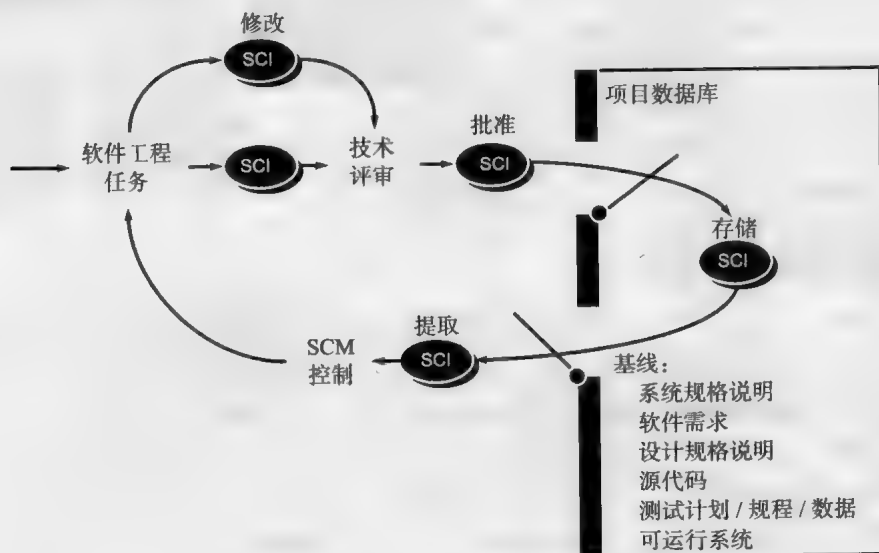 修改
SCI
项目数据库
批准
软件工程
任务
SCI
技术
评审
SCI
存储
SCI
提取
SCM
控制
SCI
基线：
系统规格说明
软件需求
设计规格说明
源代码
测试计划 / 规程 / 数据
可运行系统